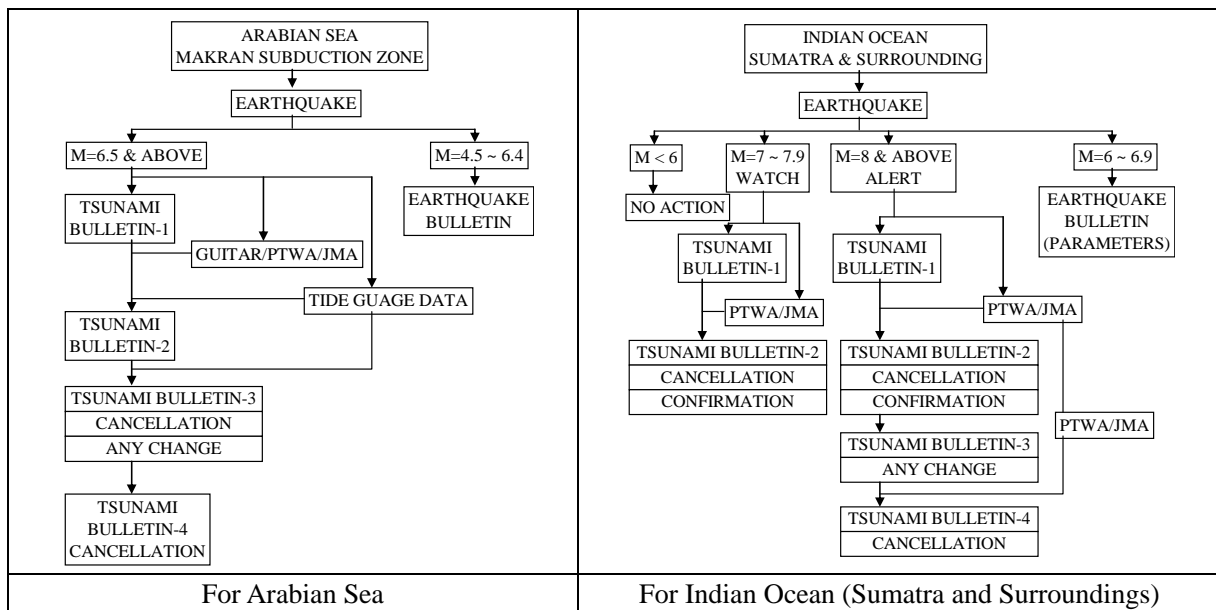 ARABIAN SEA
MAKRAN SUBDUCTION ZONE
EARTHQUAKE
M=6.5 & ABOVE
M=4.5 ~ 6.4
TSUNAMI
BULLETIN-1
EARTHQUAKE
BULLETIN
GUITAR/PTWA/JMA
TIDE GUAGE DATA
TSUNAMI
BULLETIN-2
TSUNAMI BULLETIN-3
CANCELLATION
ANY CHANGE
TSUNAMI
BULLETIN-4
CANCELLATION
For Arabian Sea
INDIAN OCEAN
SUMATRA & SURROUNDING
EARTHQUAKE
M < 6
M=7 ~ 7.9
WATCH
M=8 & ABOVE
ALERT
M=6 ~ 6.9
NO ACTION
EARTHQUAKE
BULLETIN
(PARAMETERS)
TSUNAMI
BULLETIN-1
TSUNAMI
BULLETIN-1
PTWA/JMA
PTWA/JMA
TSUNAMI BULLETIN-2
CANCELLATION
CONFIRMATION
TSUNAMI BULLETIN-2
CANCELLATION
CONFIRMATION
PTWA/JMA
TSUNAMI BULLETIN-3
ANY CHANGE
TSUNAMI BULLETIN-4
CANCELLATION
For Indian Ocean (Sumatra and Surroundings)